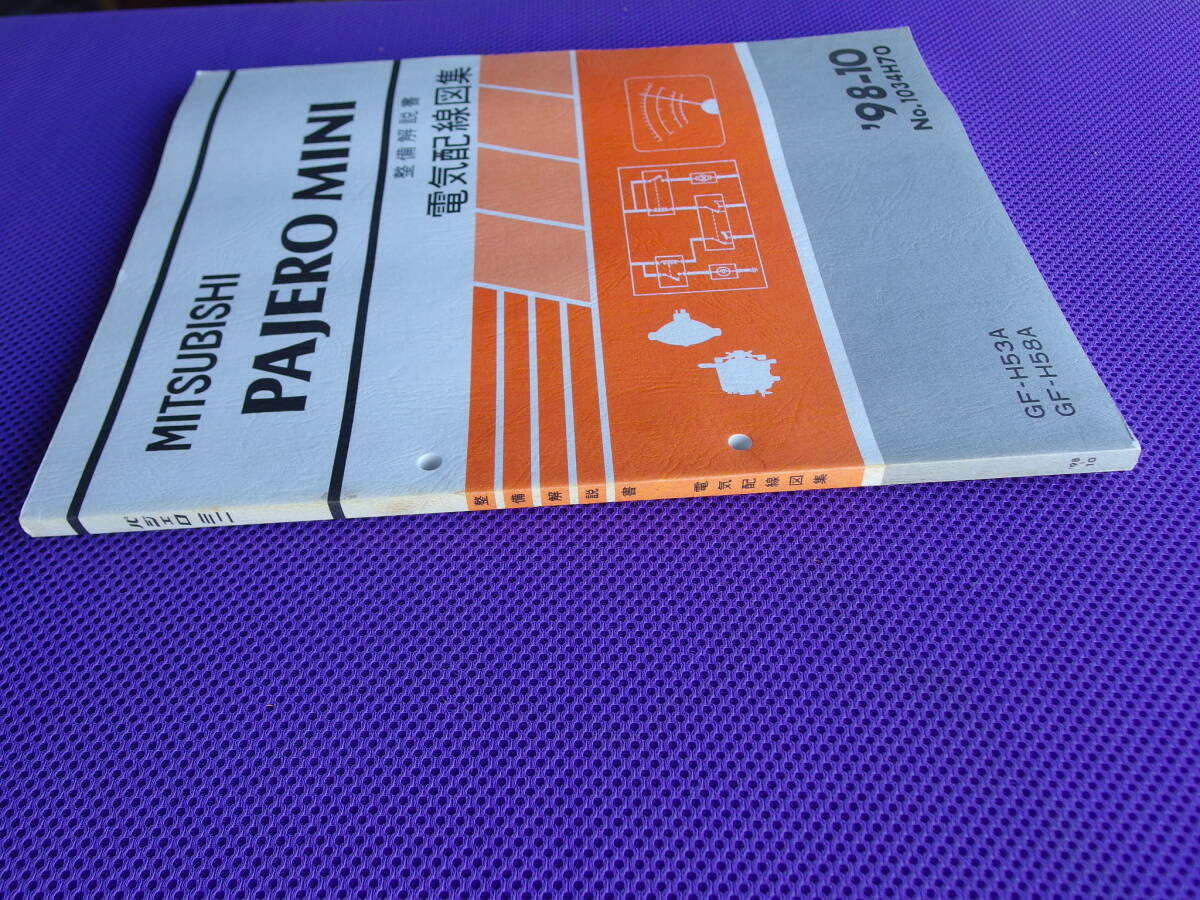 MITSUBISHI
PAJERO MINI
整備解説書
電気配線図集
'98-10
No.1034H70
GF-H53A
GF-H58A
パジェロ ミニ
整備解説書 電気配線図集
'98
10